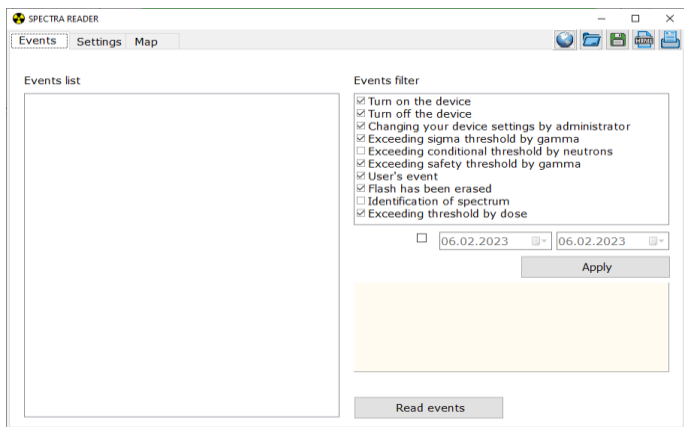 SPECTRA READER
Events Settings Map
Events list
Events filter
Turn on the device
Turn off the device
Changing your device settings by administrator
Exceeding sigma threshold by gamma
Exceeding conditional threshold by neutrons
Exceeding safety threshold by gamma
User's event
Flash has been erased
Identification of spectrum
Exceeding threshold by dose
06.02.2023 06.02.2023
Apply
Read events